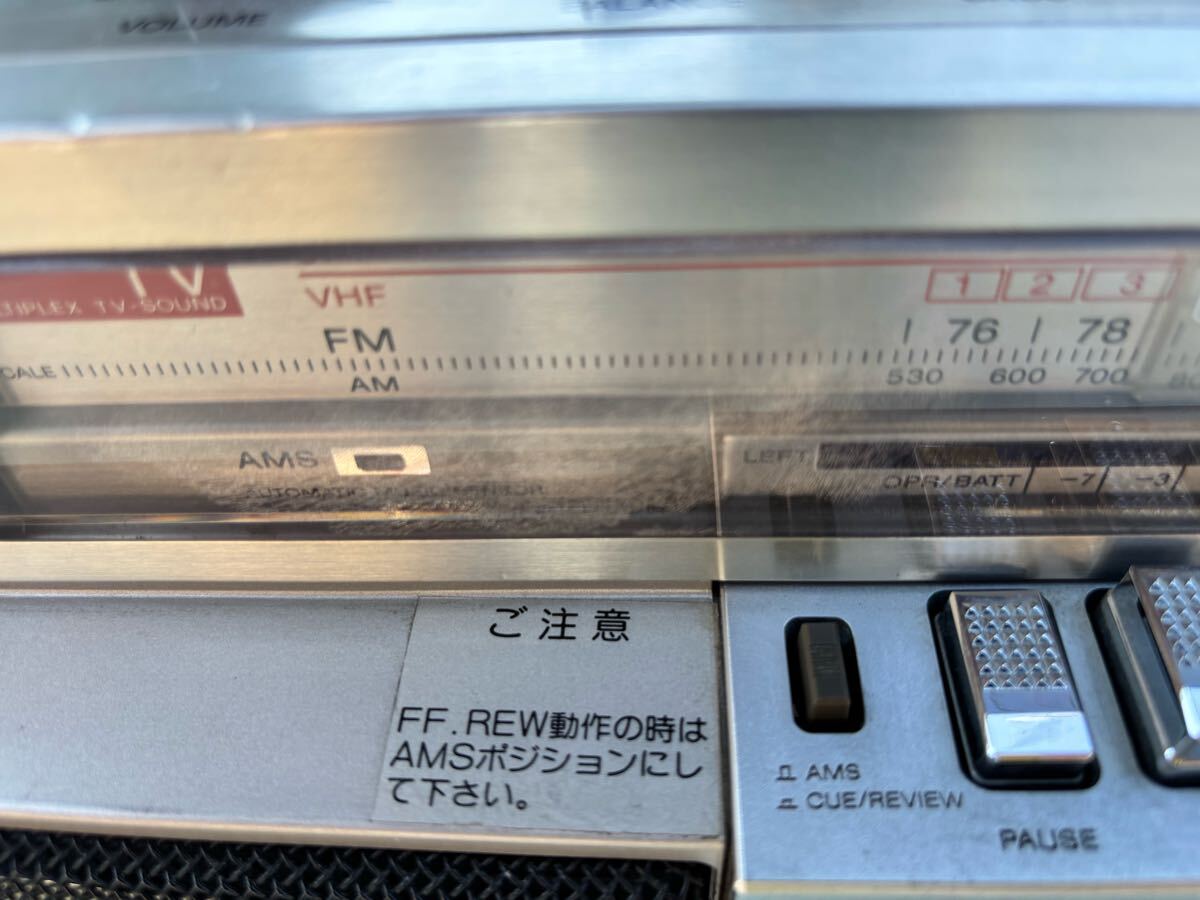 VOLUME
TV
VHF
1 2 3
TV-SOUND
FM
76 78
AM
530 600 700
AMS
LEFT
AUTOMATIC
OPR/BATT -7 -3
ご注意
FF.REW動作の時は
AMSポジションにし
て下さい。
AMS
CUE/REVIEW
PAUSE